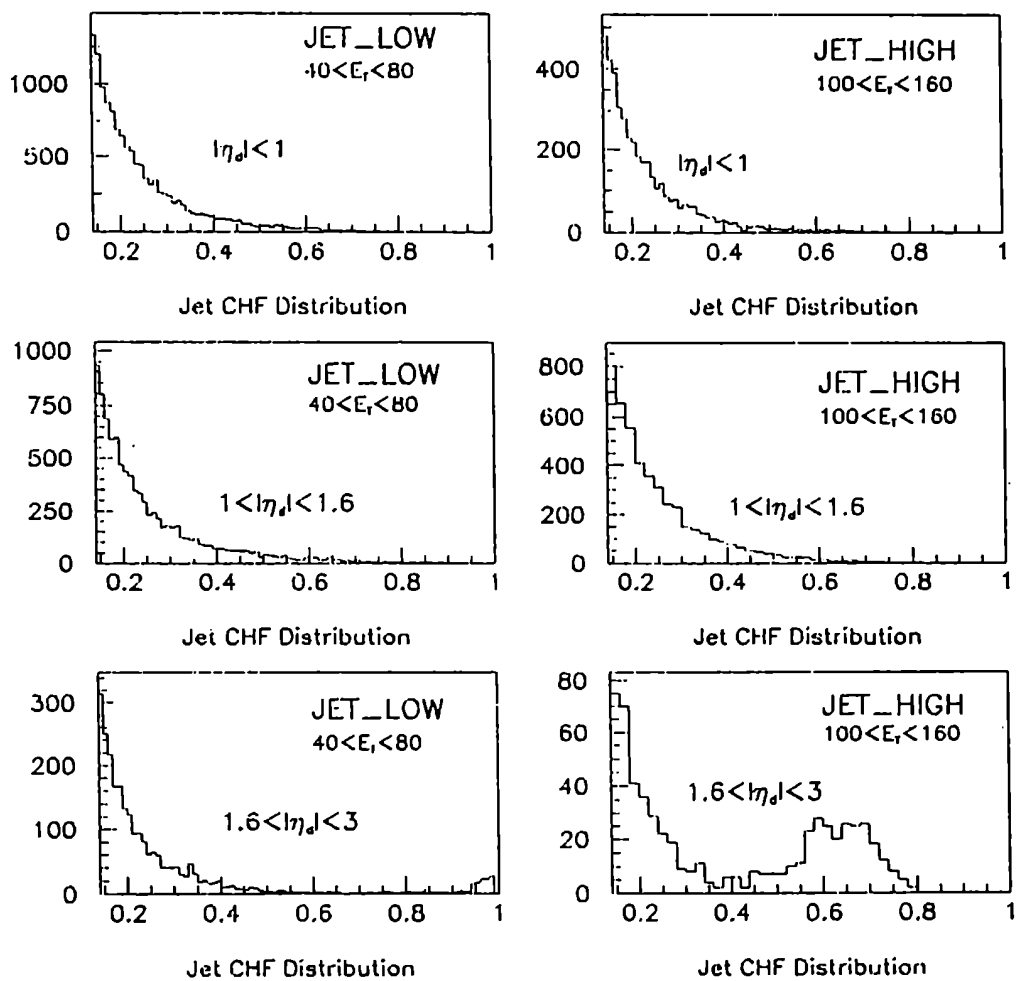 JET_LOW
40<E_T<80
|η_d|<1
1000
500
0
0.2 0.4 0.6 0.8 1
Jet CHF Distribution
JET_HIGH
100<E_T<160
|η_d|<1
400
200
0
0.2 0.4 0.6 0.8 1
Jet CHF Distribution
JET_LOW
40<E_T<80
1<|η_d|<1.6
1000
750
500
250
0
0.2 0.4 0.6 0.8 1
Jet CHF Distribution
JET_HIGH
100<E_T<160
1<|η_d|<1.6
800
600
400
200
0
0.2 0.4 0.6 0.8 1
Jet CHF Distribution
JET_LOW
40<E_T<80
1.6<|η_d|<3
300
200
100
0
0.2 0.4 0.6 0.8 1
Jet CHF Distribution
JET_HIGH
100<E_T<160
1.6<|η_d|<3
80
60
40
20
0
0.2 0.4 0.6 0.8 1
Jet CHF Distribution